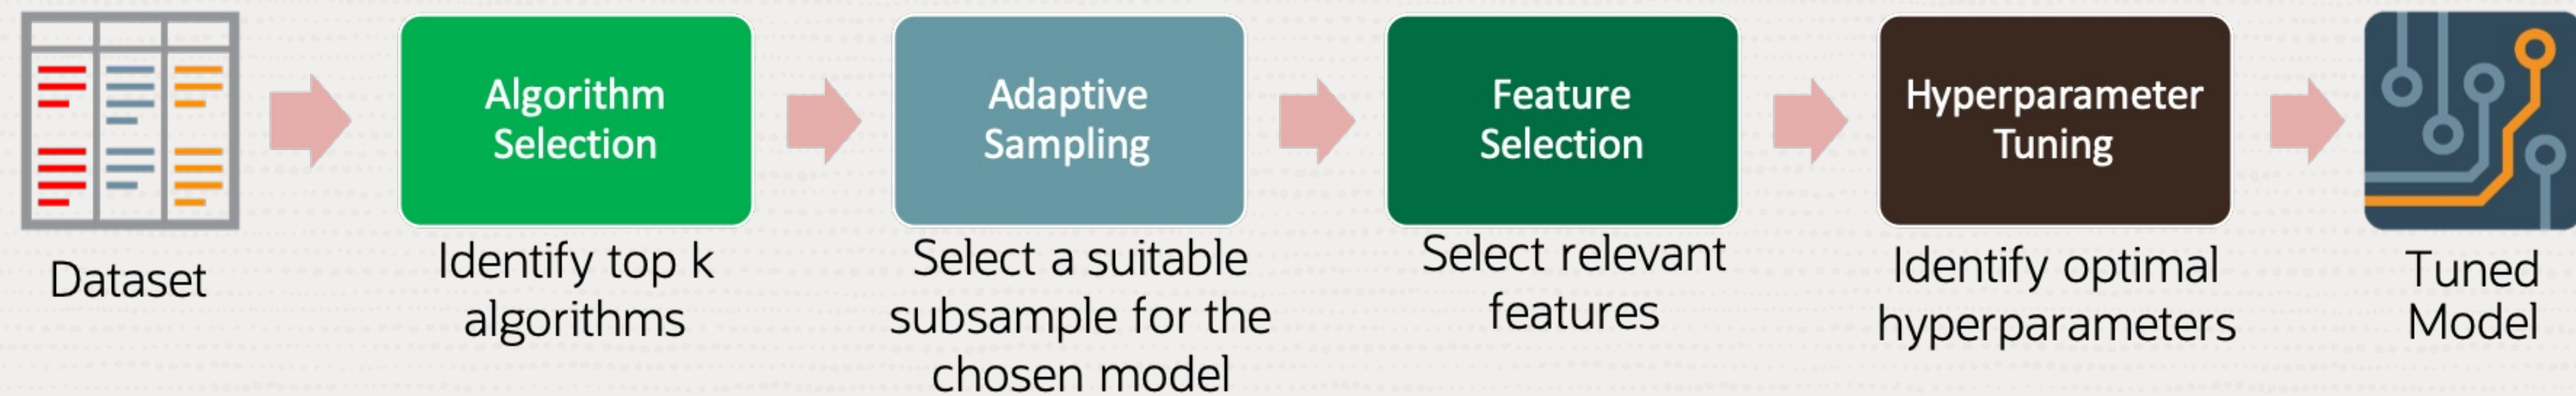 Algorithm
Selection
Adaptive
Sampling
Feature
Selection
Hyperparameter
Tuning
Dataset
Identify top k
algorithms
Select a suitable
subsample for the
chosen model
Select relevant
features
Identify optimal
hyperparameters
Tuned
Model